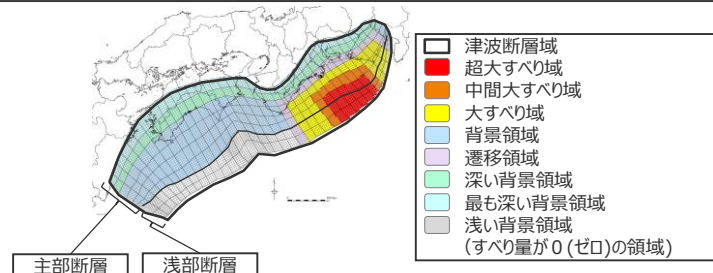 津波断層域
超大すべり域
中間大すべり域
大すべり域
背景領域
遷移領域
深い背景領域
最も深い背景領域
浅い背景領域
(すべり量が0(ゼロ)の領域)
主部断層
浅部断層